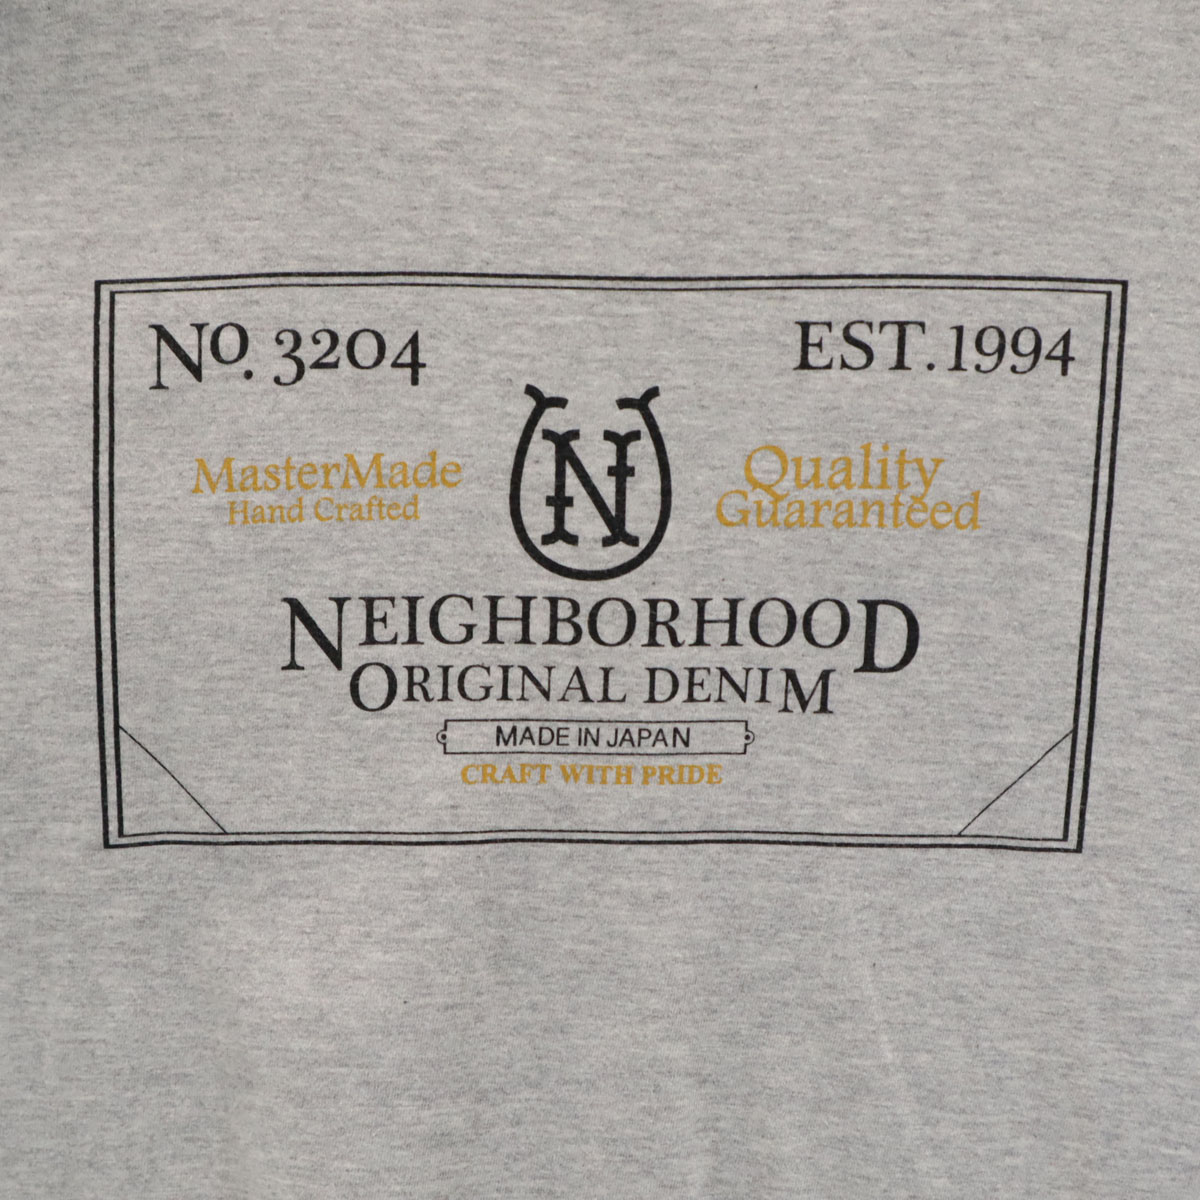 No. 3204
EST. 1994
MasterMade
Hand Crafted
N
Quality
Guaranteed
NEIGHBORHOOD
ORIGINAL DENIM
MADE IN JAPAN
CRAFT WITH PRIDE